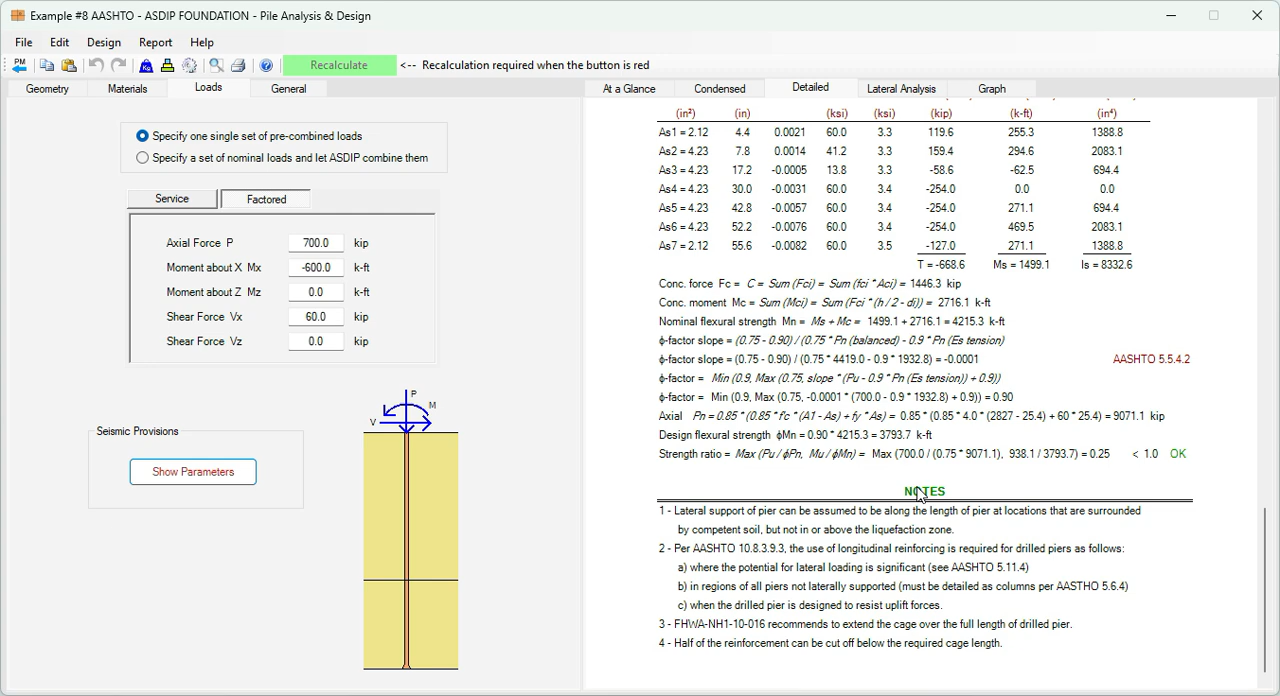 Example #8 AASHTO - ASDIP FOUNDATION - Pile Analysis & Design
File Edit Design Report Help
PM Kg Recalculate <-- Recalculation required when the button is red
Geometry Materials Loads General
Specify one single set of pre-combined loads
Specify a set of nominal loads and let ASDIP combine them
Service Factored
Axial Force P 700.0 kip
Moment about X Mx -600.0 k-ft
Moment about Z Mz 0.0 k-ft
Shear Force Vx 60.0 kip
Shear Force Vz 0.0 kip
P
M
V
Seismic Provisions
Show Parameters
At a Glance Condensed Detailed Lateral Analysis Graph
(in²) (in) (ksi) (ksi) (kip) (k-ft) (in⁴)
As1 = 2.12 4.4 0.0021 60.0 3.3 119.6 255.3 1388.8
As2 = 4.23 7.8 0.0014 41.2 3.3 159.4 294.6 2083.1
As3 = 4.23 17.2 -0.0005 13.8 3.3 -58.6 -62.5 694.4
As4 = 4.23 30.0 -0.0031 60.0 3.4 -254.0 0.0 0.0
As5 = 4.23 42.8 -0.0057 60.0 3.4 -254.0 271.1 694.4
As6 = 4.23 52.2 -0.0076 60.0 3.4 -254.0 469.5 2083.1
As7 = 2.12 55.6 -0.0082 60.0 3.5 -127.0 271.1 1388.8
T = -668.6 Ms = 1499.1 Is = 8332.6
Conc. force Fc = C = Sum (Fci) = Sum (fci * Aci) = 1446.3 kip
Conc. moment Mc = Sum (Mci) = Sum (Fci * (h / 2 - di)) = 2716.1 k-ft
Nominal flexural strength Mn = Ms + Mc = 1499.1 + 2716.1 = 4215.3 k-ft
ϕ-factor slope = (0.75 - 0.90) / (0.75 * Pn (balanced) - 0.9 * Pn (Es tension)
ϕ-factor slope = (0.75 - 0.90) / (0.75 * 4419.0 - 0.9 * 1932.8) = -0.0001 AASHTO 5.5.4.2
ϕ-factor = Min (0.9, Max (0.75, slope * (Pu - 0.9 * Pn (Es tension)) + 0.9))
ϕ-factor = Min (0.9, Max (0.75, -0.0001 * (700.0 - 0.9 * 1932.8) + 0.9)) = 0.90
Axial Pn = 0.85 * (0.85 * fc * (A1 - As) + fy * As) = 0.85 * (0.85 * 4.0 * (2827 - 25.4) + 60 * 25.4) = 9071.1 kip
Design flexural strength ϕMn = 0.90 * 4215.3 = 3793.7 k-ft
Strength ratio = Max (Pu / ϕPn, Mu / ϕMn) = Max (700.0 / (0.75 * 9071.1), 938.1 / 3793.7) = 0.25 < 1.0 OK
NOTES
1 - Lateral support of pier can be assumed to be along the length of pier at locations that are surrounded
by competent soil, but not in or above the liquefaction zone.
2 - Per AASHTO 10.8.3.9.3, the use of longitudinal reinforcing is required for drilled piers as follows:
a) where the potential for lateral loading is significant (see AASHTO 5.11.4)
b) in regions of all piers not laterally supported (must be detailed as columns per AASTHO 5.6.4)
c) when the drilled pier is designed to resist uplift forces.
3 - FHWA-NH1-10-016 recommends to extend the cage over the full length of drilled pier.
4 - Half of the reinforcement can be cut off below the required cage length.